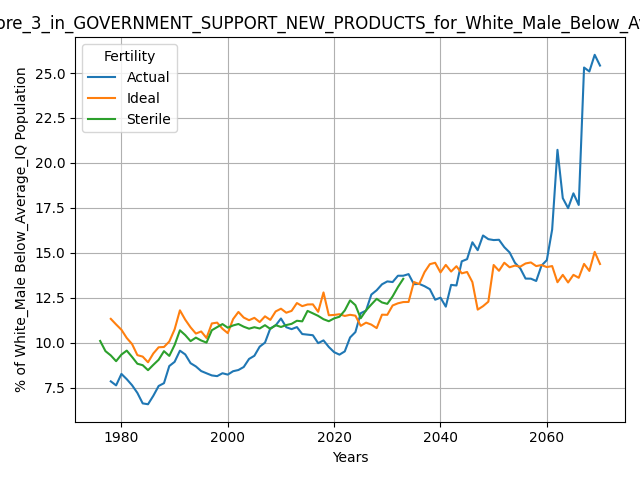 ore_3_in_GOVERNMENT_SUPPORT_NEW_PRODUCTS_for_White_Male_Below_A
Fertility
Actual
Ideal
Sterile
% of White_Male Below_Average_IQ Population
25.0
22.5
20.0
17.5
15.0
12.5
10.0
7.5
1980
2000
2020
2040
2060
Years